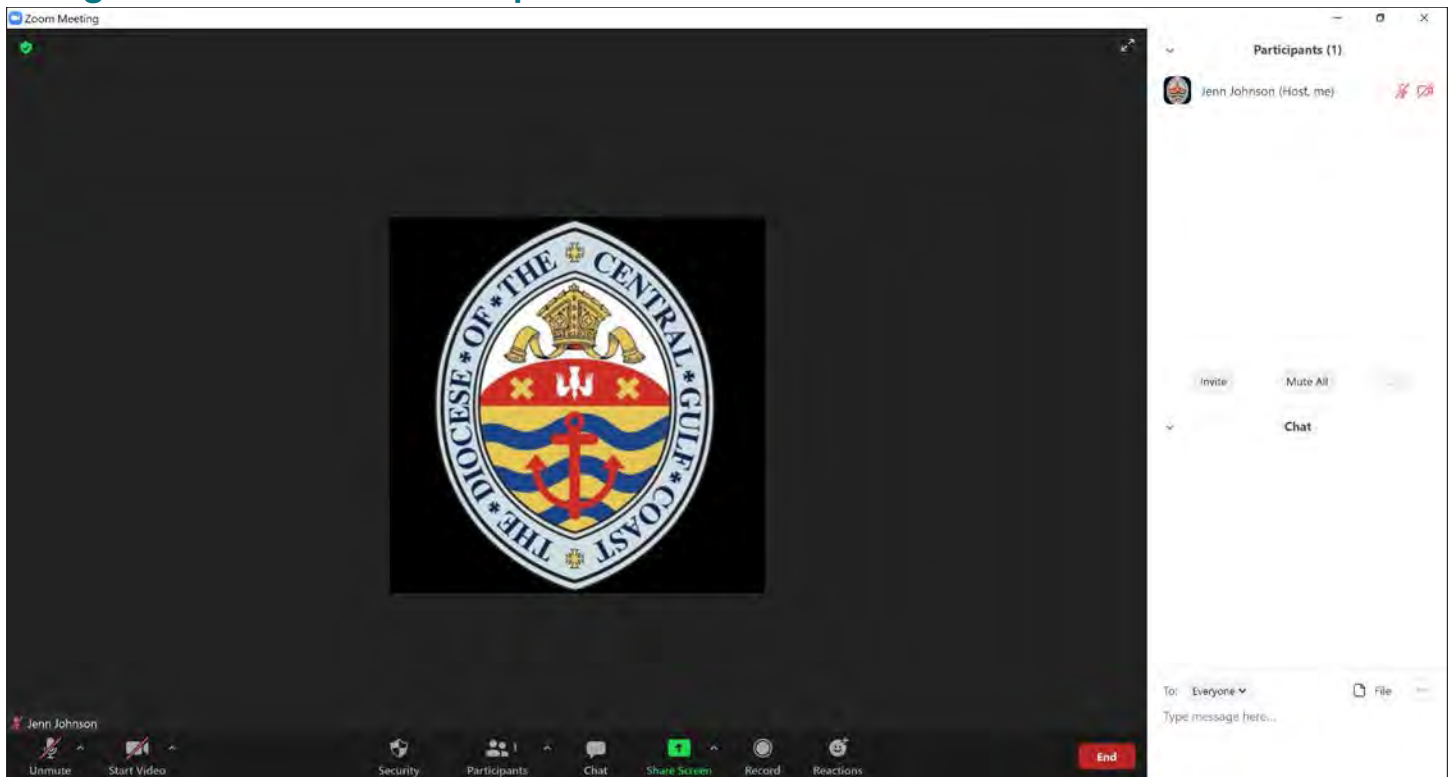 Zoom Meeting
Participants (1)
Jenn Johnson (Host, me)
THE DIOCESE OF THE CENTRAL GULF COAST
Invite
Mute All
Chat
To: Everyone
File
Type message here...
Jenn Johnson
Unmute
Start Video
Security
Participants
1
Chat
Share Screen
Record
Reactions
End